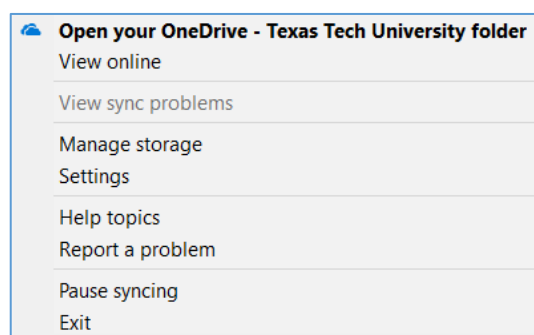 Open your OneDrive - Texas Tech University folder
View online
View sync problems
Manage storage
Settings
Help topics
Report a problem
Pause syncing
Exit